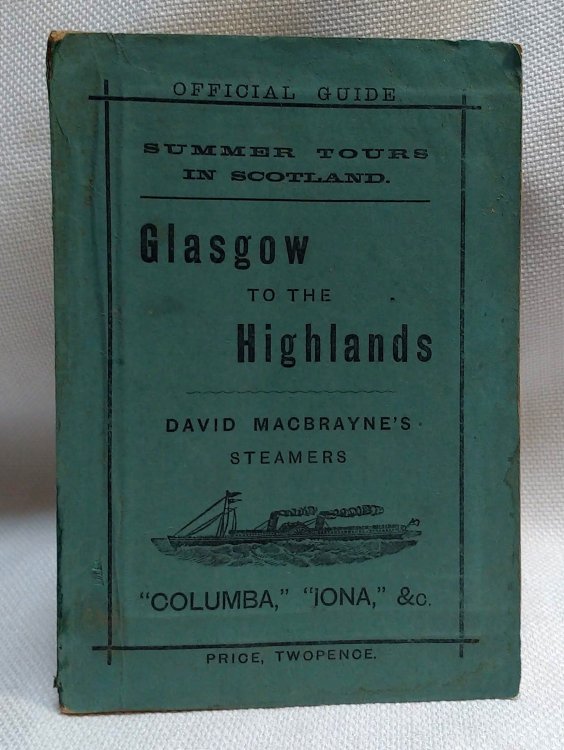 OFFICIAL GUIDE
SUMMER TOURS
IN SCOTLAND.
Glasgow
TO THE
Highlands
DAVID MACBRAYNE'S
STEAMERS
"COLUMBA," "IONA," &c.
PRICE, TWOPENCE.